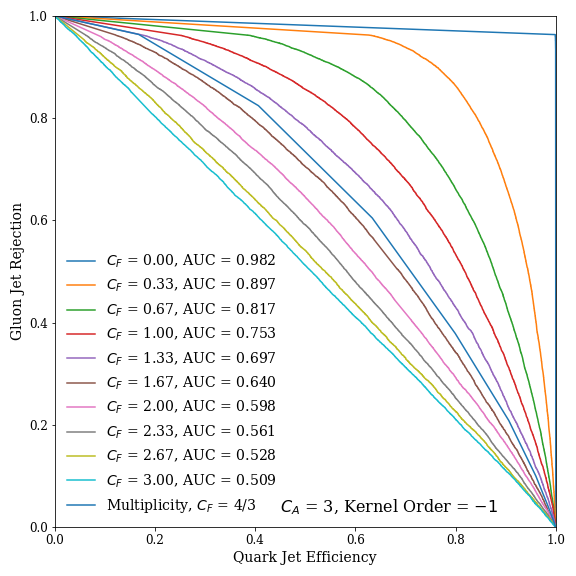 1.0
0.8
0.6
0.4
0.2
0.0
Gluon Jet Rejection
C_F = 0.00, AUC = 0.982
C_F = 0.33, AUC = 0.897
C_F = 0.67, AUC = 0.817
C_F = 1.00, AUC = 0.753
C_F = 1.33, AUC = 0.697
C_F = 1.67, AUC = 0.640
C_F = 2.00, AUC = 0.598
C_F = 2.33, AUC = 0.561
C_F = 2.67, AUC = 0.528
C_F = 3.00, AUC = 0.509
Multiplicity, C_F = 4/3
C_A = 3, Kernel Order = −1
0.0 0.2 0.4 0.6 0.8 1.0
Quark Jet Efficiency